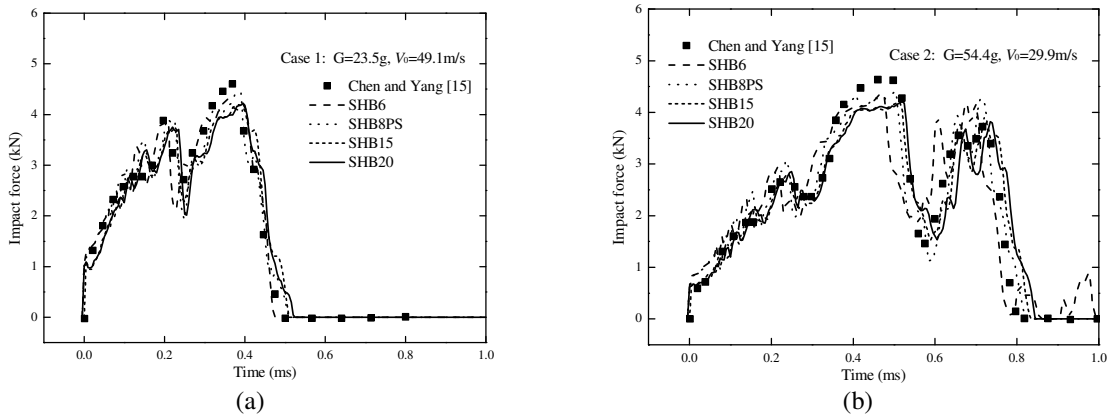 6
5
4
3
2
1
0
Impact force (kN)
Case 1: G=23.5g, V0=49.1m/s
Chen and Yang [15]
SHB6
SHB8PS
SHB15
SHB20
0.0 0.2 0.4 0.6 0.8 1.0
Time (ms)
(a)
6
5
4
3
2
1
0
Impact force (kN)
Chen and Yang [15]
Case 2: G=54.4g, V0=29.9m/s
SHB6
SHB8PS
SHB15
SHB20
0.0 0.2 0.4 0.6 0.8 1.0
Time (ms)
(b)